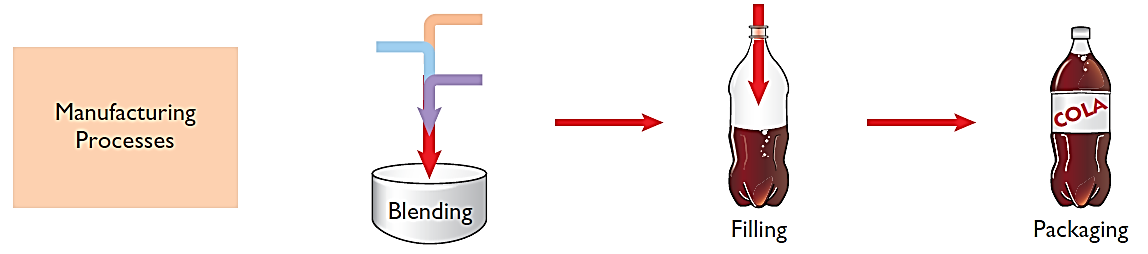 Manufacturing
Processes
Blending
Filling
COLA
Packaging